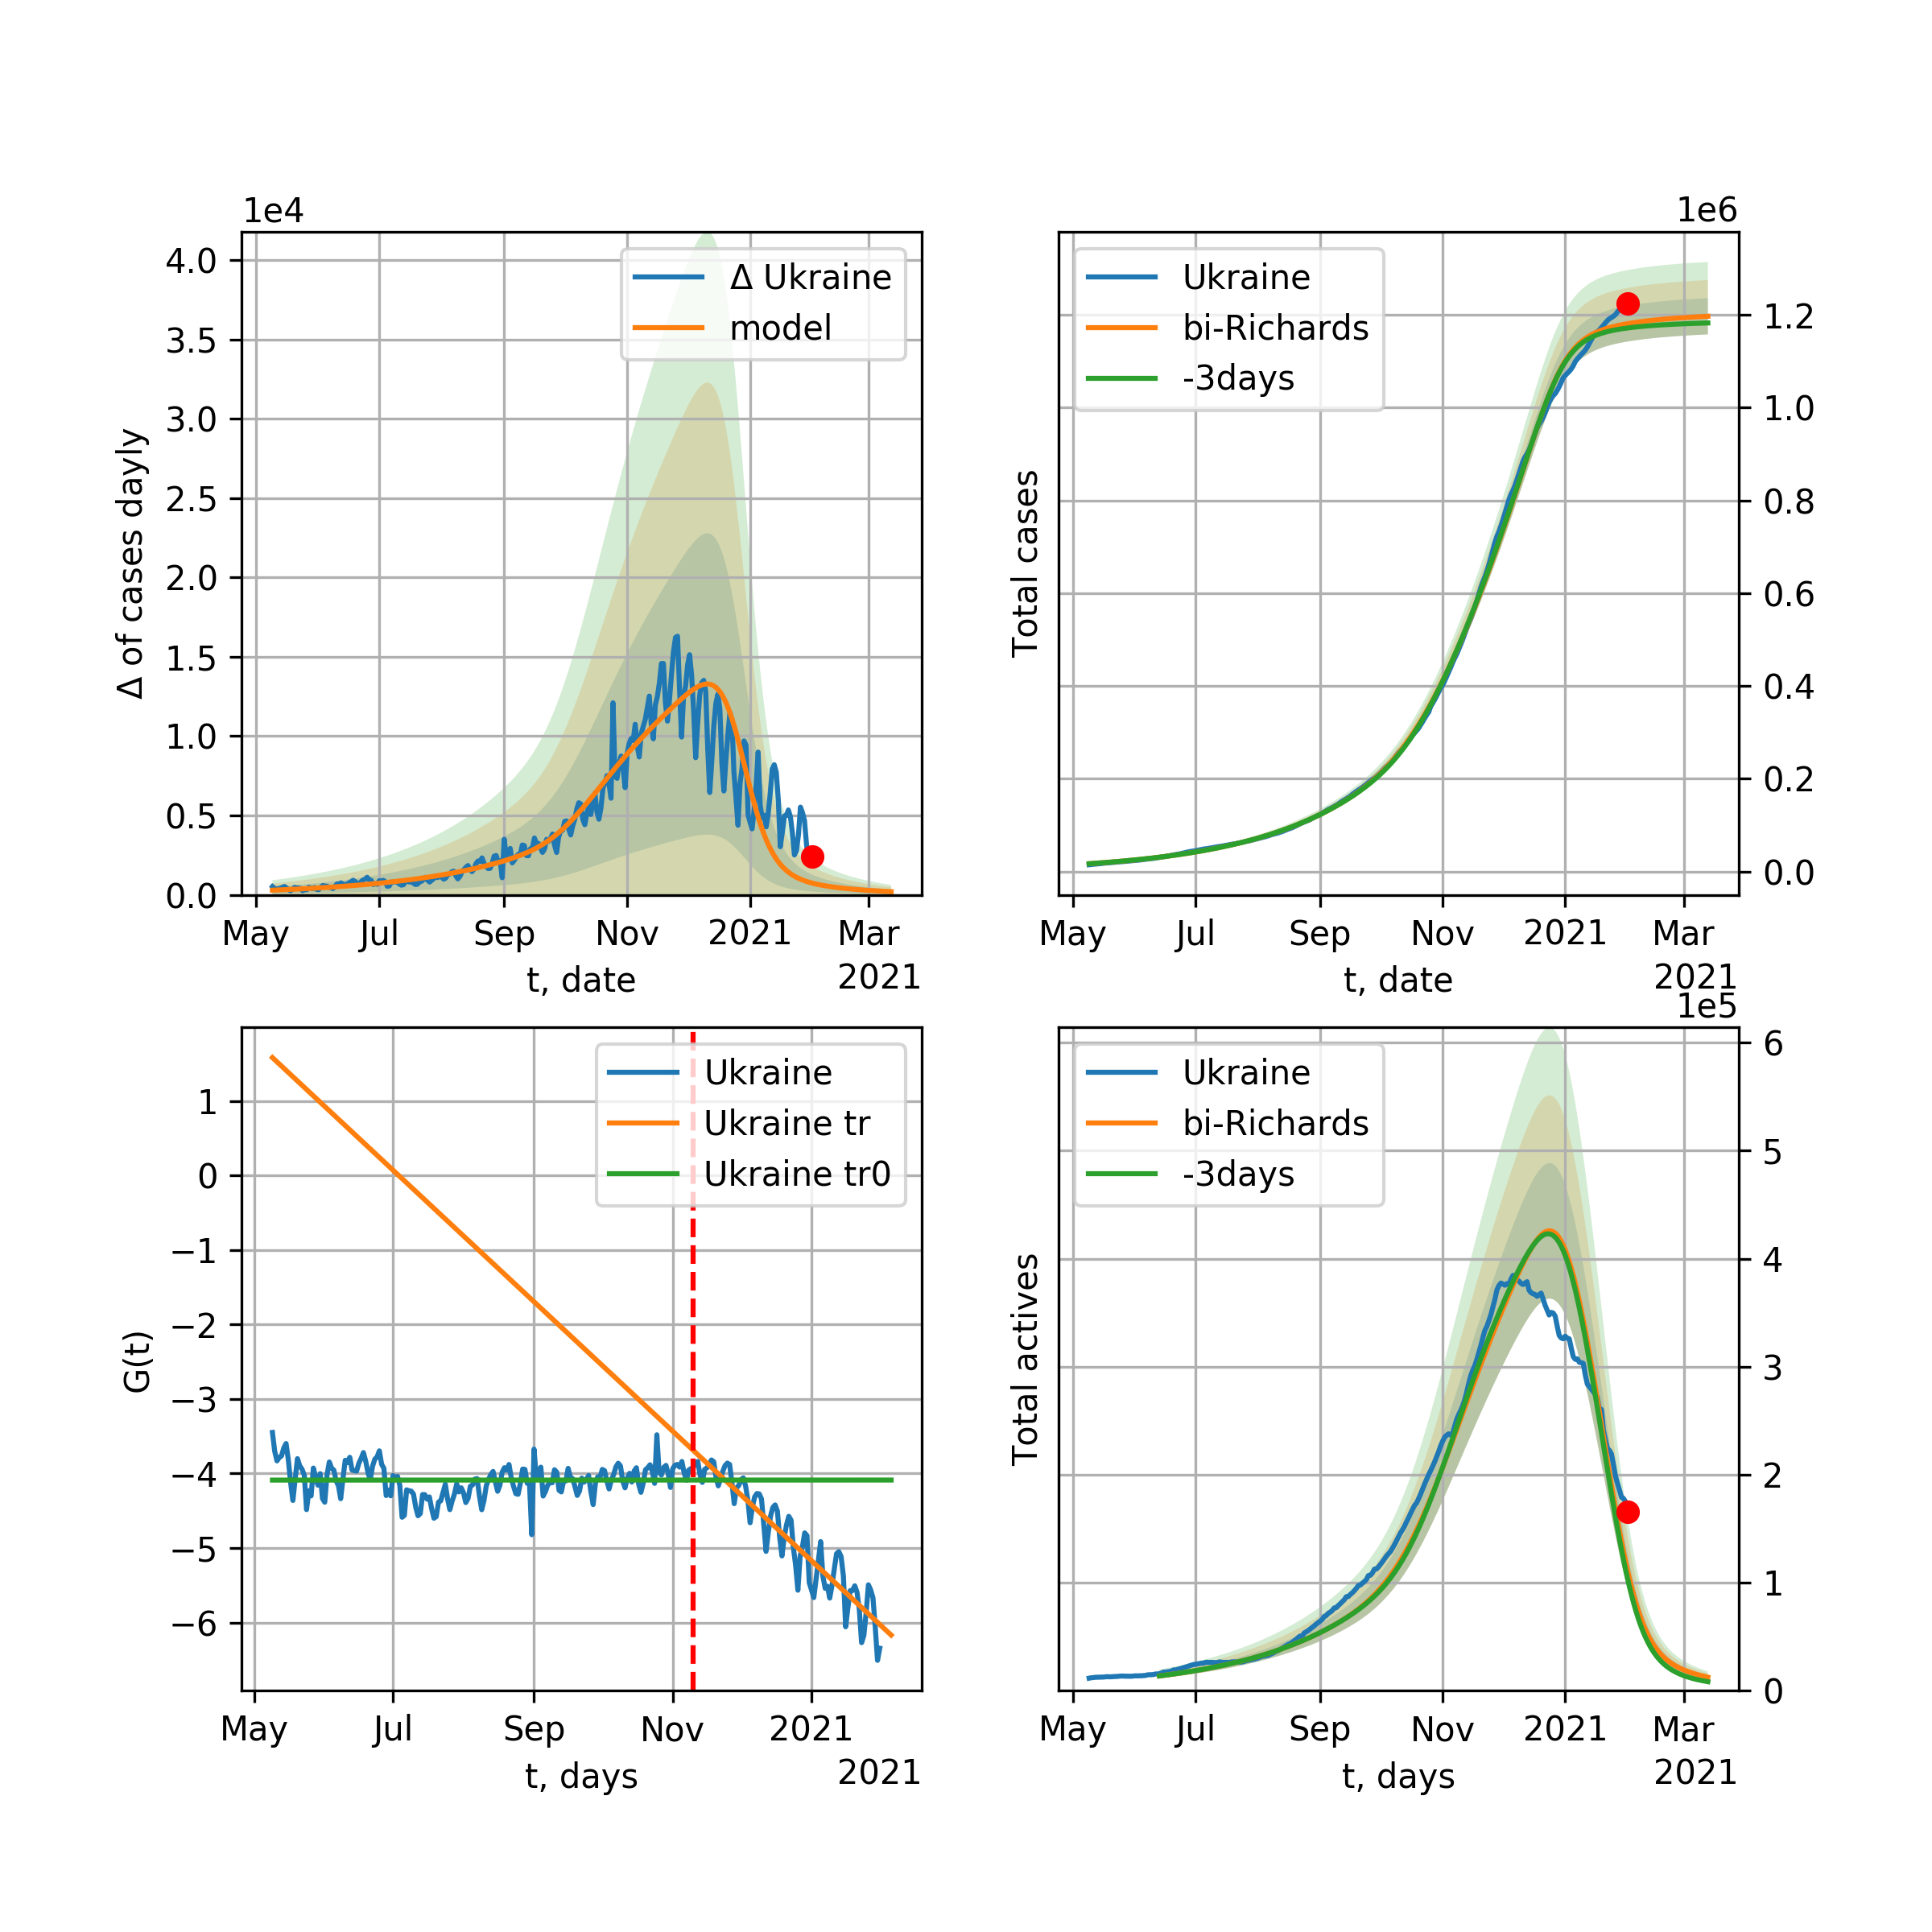 1e4
Δ of cases dayly
4.0
3.5
3.0
2.5
2.0
1.5
1.0
0.5
0.0
Δ Ukraine
model
May Jul Sep Nov 2021 Mar
t, date
2021
1e6
Total cases
Ukraine
bi-Richards
-3days
1.2
1.0
0.8
0.6
0.4
0.2
0.0
May Jul Sep Nov 2021 Mar
t, date
2021
G(t)
1
0
−1
−2
−3
−4
−5
−6
Ukraine
Ukraine tr
Ukraine tr0
May Jul Sep Nov 2021
t, days
2021
1e5
Total actives
Ukraine
bi-Richards
-3days
6
5
4
3
2
1
0
May Jul Sep Nov 2021 Mar
t, days
2021